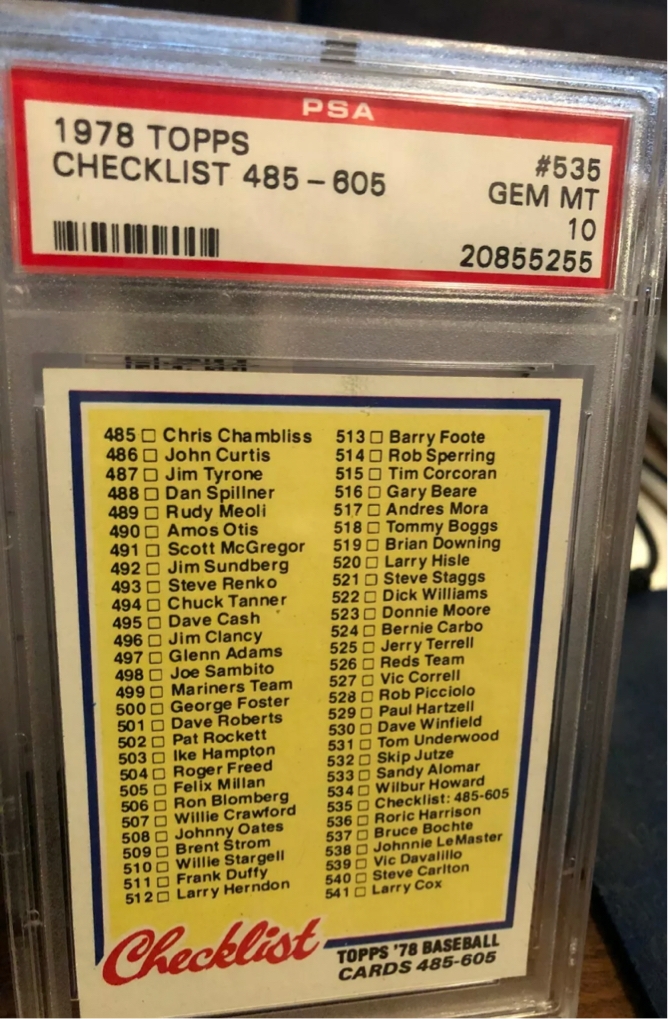 PSA
1978 TOPPS
CHECKLIST 485-605
#535
GEM MT
10
20855255
485 □ Chris Chambliss
486 □ John Curtis
487 □ Jim Tyrone
488 □ Dan Spillner
489 □ Rudy Meoli
490 □ Amos Otis
491 □ Scott McGregor
492 □ Jim Sundberg
493 □ Steve Renko
494 □ Chuck Tanner
495 □ Dave Cash
496 □ Jim Clancy
497 □ Glenn Adams
498 □ Joe Sambito
499 □ Mariners Team
500 □ George Foster
501 □ Dave Roberts
502 □ Pat Rockett
503 □ Ike Hampton
504 □ Roger Freed
505 □ Felix Millan
506 □ Ron Blomberg
507 □ Willie Crawford
508 □ Johnny Oates
509 □ Brent Strom
510 □ Willie Stargell
511 □ Frank Duffy
512 □ Larry Herndon
513 □ Barry Foote
514 □ Rob Sperring
515 □ Tim Corcoran
516 □ Gary Beare
517 □ Andres Mora
518 □ Tommy Boggs
519 □ Brian Downing
520 □ Larry Hisle
521 □ Steve Staggs
522 □ Dick Williams
523 □ Donnie Moore
524 □ Bernie Carbo
525 □ Jerry Terrell
526 □ Reds Team
527 □ Vic Correll
528 □ Rob Picciolo
529 □ Paul Hartzell
530 □ Dave Winfield
531 □ Tom Underwood
532 □ Skip Jutze
533 □ Sandy Alomar
534 □ Wilbur Howard
535 □ Checklist: 485-605
536 □ Roric Harrison
537 □ Bruce Bochte
538 □ Johnnie LeMaster
539 □ Vic Davalillo
540 □ Steve Carlton
541 □ Larry Cox
Checklist
TOPPS '78 BASEBALL
CARDS 485-605